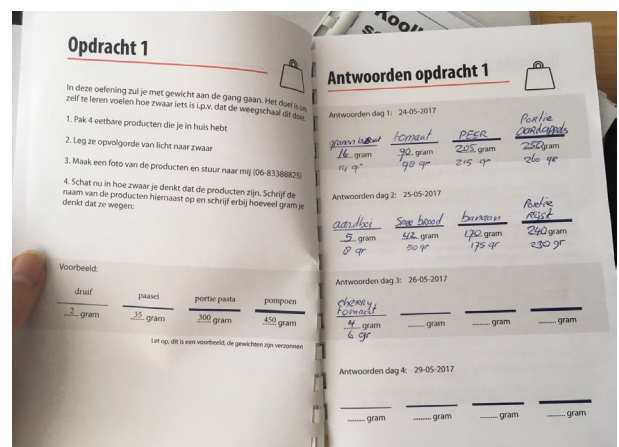 Opdracht 1
In deze oefening zul je met gewicht aan de gang gaan. Het doel is om
zelf te leren voelen hoe zwaar iets is i.p.v. dat de weegschaal dit doet.
1. Pak 4 eetbare producten die je in huis hebt
2. Leg ze opvolgorde van licht naar zwaar
3. Maak een foto van de producten en stuur naar mij (06-83388825)
4. Schat nu in hoe zwaar je denkt dat de producten zijn. Schrijf de
naam van de producten hiernaast op en schrijf erbij hoeveel gram je
denkt dat ze wegen:
Voorbeeld:
druif paasei portie pasta pompoen
2 gram 35 gram 300 gram 450 gram
Let op, dit is een voorbeeld, de gewichten zijn verzonnen
Kool
Antwoorden opdracht 1
Antwoorden dag 1: 24-05-2017
Portie
tomaat PEER aardappels
16 gram 90 gram 205 gram 250 gram
14 gr 98 gr 215 gr 260 gr
Antwoorden dag 2: 25-05-2017
Portie
aardbei Snee brood banaan Rijst
5 gram 42 gram 170 gram 240 gram
8 gr 50 gr 175 gr 230 gr
Antwoorden dag 3: 26-05-2017
cherry
tomaat
4 gram ........ gram ........ gram ........ gram
6 gr
Antwoorden dag 4: 29-05-2017
........ gram ........ gram ........ gram ........ gram